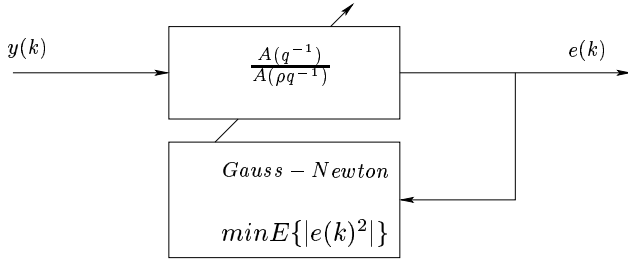 y(k)
A(q⁻¹)
A(ρq⁻¹)
e(k)
Gauss − Newton
minE{|e(k)²|}